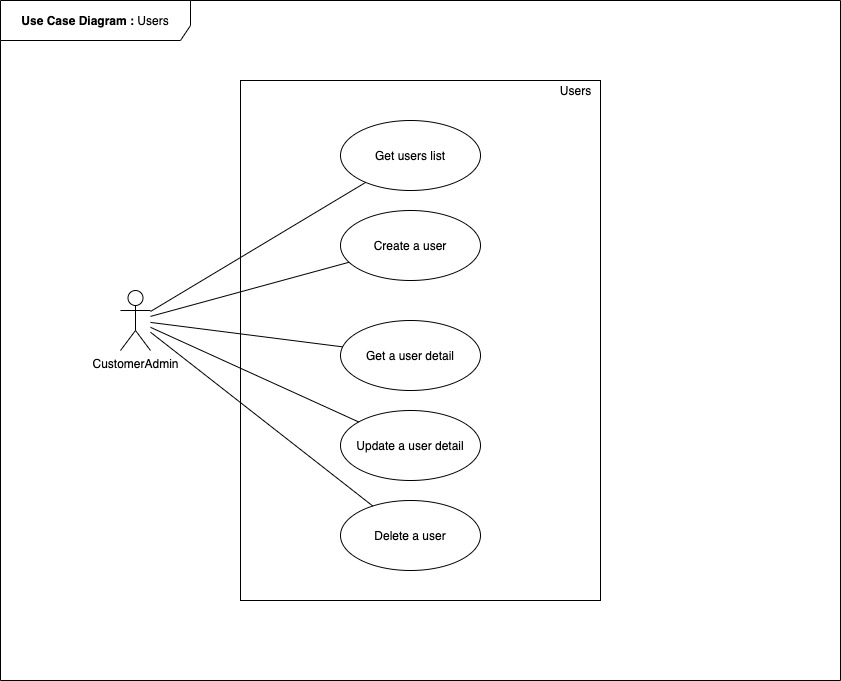 Use Case Diagram : Users
Users
Get users list
Create a user
CustomerAdmin
Get a user detail
Update a user detail
Delete a user